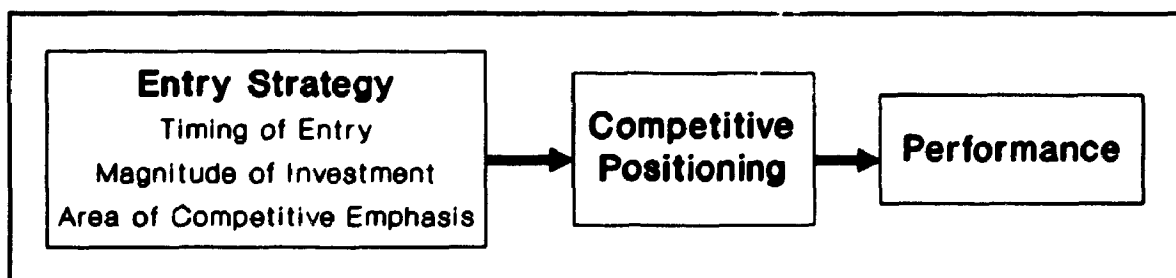 Entry Strategy
Timing of Entry
Magnitude of Investment
Area of Competitive Emphasis
Competitive
Positioning
Performance